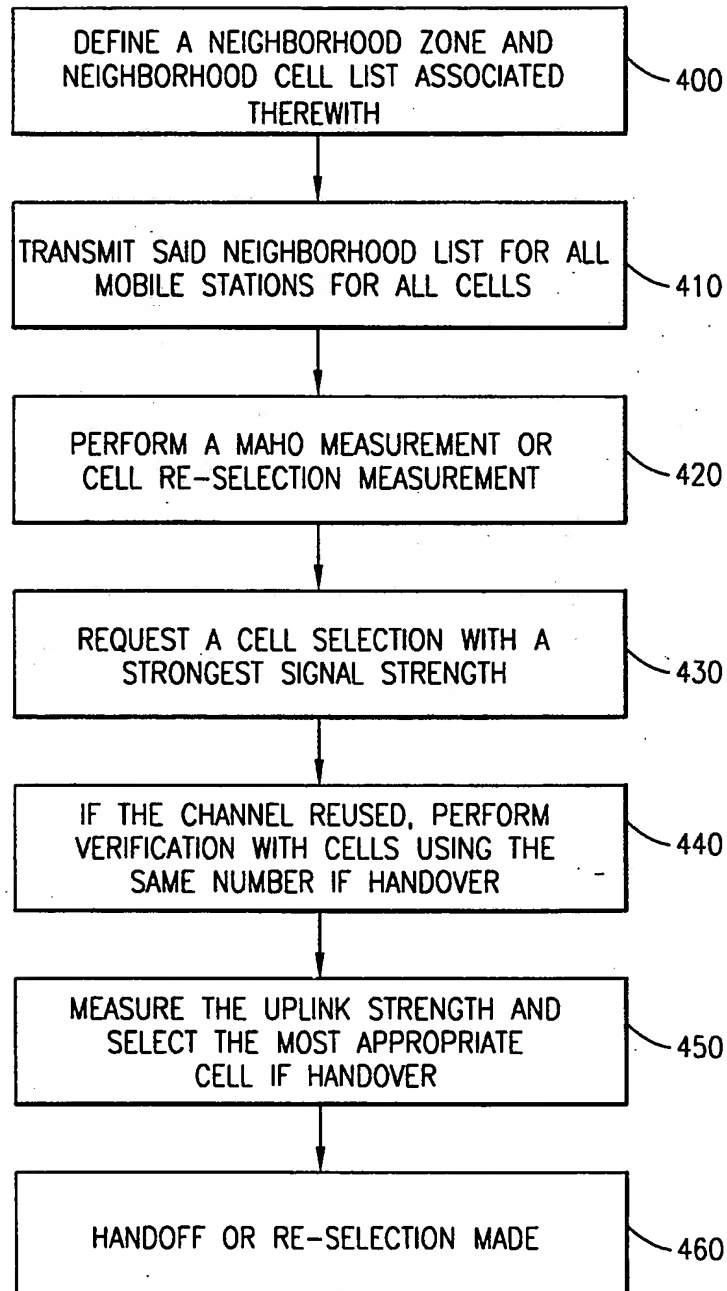 DEFINE A NEIGHBORHOOD ZONE AND
NEIGHBORHOOD CELL LIST ASSOCIATED
THEREWITH
400
TRANSMIT SAID NEIGHBORHOOD LIST FOR ALL
MOBILE STATIONS FOR ALL CELLS
410
PERFORM A MAHO MEASUREMENT OR
CELL RE-SELECTION MEASUREMENT
420
REQUEST A CELL SELECTION WITH A
STRONGEST SIGNAL STRENGTH
430
IF THE CHANNEL REUSED, PERFORM
VERIFICATION WITH CELLS USING THE
SAME NUMBER IF HANDOVER
440
MEASURE THE UPLINK STRENGTH AND
SELECT THE MOST APPROPRIATE
CELL IF HANDOVER
450
HANDOFF OR RE-SELECTION MADE
460